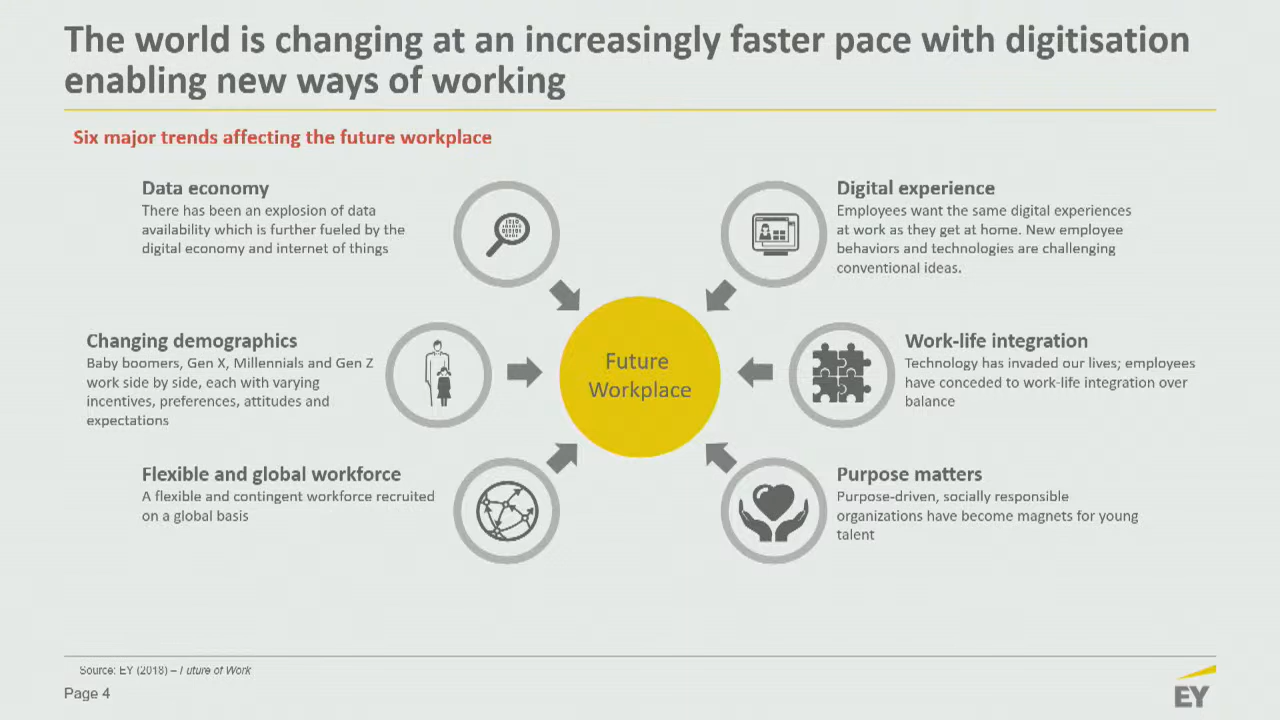 The world is changing at an increasingly faster pace with digitisation
enabling new ways of working
Six major trends affecting the future workplace
Data economy
There has been an explosion of data
availability which is further fueled by the
digital economy and internet of things
Changing demographics
Baby boomers, Gen X, Millennials and Gen Z
work side by side, each with varying
incentives, preferences, attitudes and
expectations
Flexible and global workforce
A flexible and contingent workforce recruited
on a global basis
Future
Workplace
Digital experience
Employees want the same digital experiences
at work as they get at home. New employee
behaviors and technologies are challenging
conventional ideas.
Work-life integration
Technology has invaded our lives; employees
have conceded to work-life integration over
balance
Purpose matters
Purpose-driven, socially responsible
organizations have become magnets for young
talent
Source: EY (2018) – Future of Work
Page 4
EY